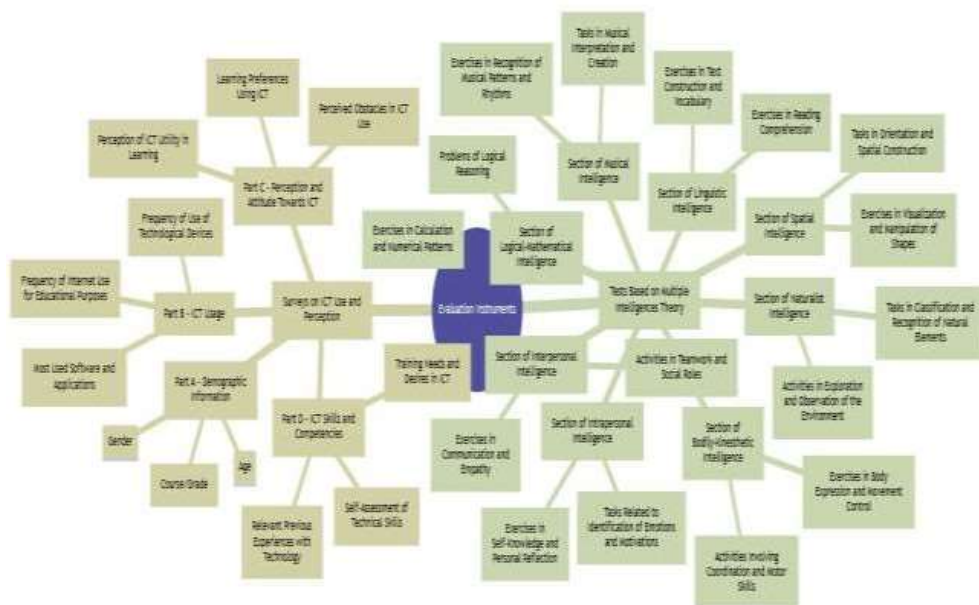 Tasks in Musical
Interpretation and
Creation
Exercises in Recognition
of Musical Patterns and
Rhythms
Learning Preferences
Using ICT
Exercises in Text
Construction and
Vocabulary
Perceived Obstacles in ICT
Use
Exercises in Reading
Comprehension
Perception of ICT Utility in
Learning
Tasks in Orientation and
Spatial Construction
Problems of Logical
Reasoning
Section of Musical
Intelligence
Part C - Perception and
Attitude Towards ICT
Section of Linguistic
Intelligence
Frequency of Use of
Technological Devices
Section of Spatial
Intelligence
Exercises in Visualization
and Manipulation of
Shapes
Exercises in Calculation
and Numerical Patterns
Section of
Logical-Mathematical
Intelligence
Frequency of Internet Use
for Educational Purposes
Surveys on ICT Use and
Perception
Tests Based on Multiple
Intelligences Theory
Section of Naturalist
Intelligence
Evaluation Instruments
Part B - ICT Usage
Tasks in Classification and
Recognition of Natural
Elements
Most Used Software and
Applications
Training Needs and
Desires in ICT
Section of Interpersonal
Intelligence
Activities in Teamwork and
Social Roles
Part A - Demographic
Information
Activities in Exploration
and Observation of the
Environment
Part D - ICT Skills and
Competencies
Section of Intrapersonal
Intelligence
Section of
Bodily-Kinesthetic
Intelligence
Gender
Exercises in
Communication and
Empathy
Age
Course/Grade
Exercises in Body
Expression and Movement
Control
Self-Assessment of
Technical Skills
Relevant Previous
Experiences with
Technology
Exercises in
Self-Knowledge and
Personal Reflection
Tasks Related to
Identification of Emotions
and Motivations
Activities Involving
Coordination and Motor
Skills